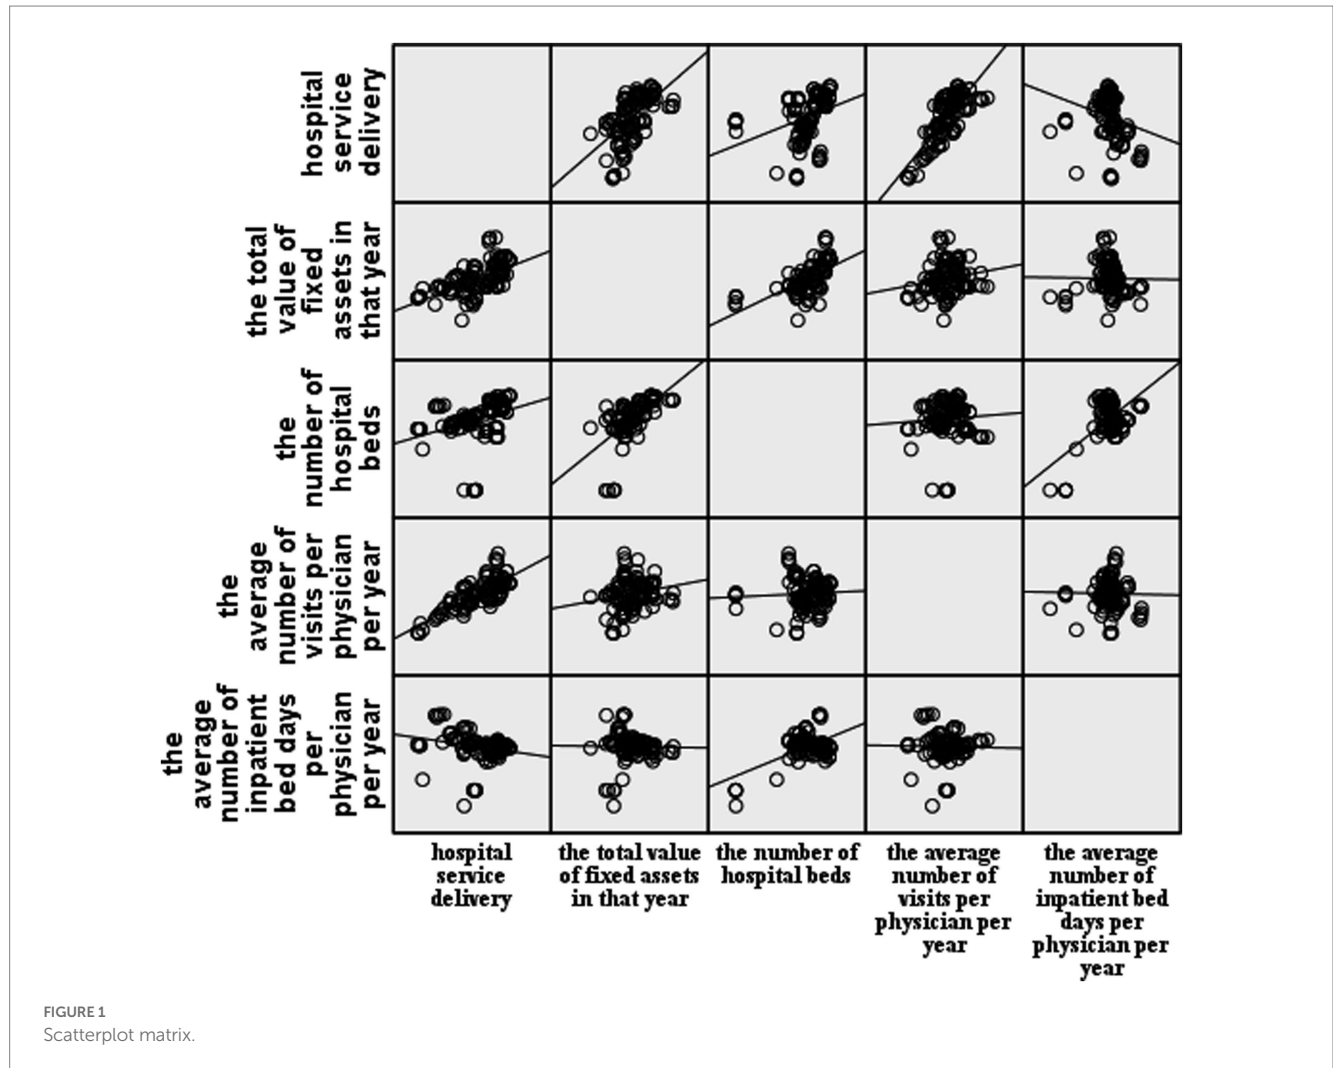 hospital
service
delivery
the total
value of
fixed
assets in
that year
the
number of
hospital
beds
the
average
number of
visits per
physician
per year
the
average
number of
inpatient
bed days
per
physician
per year
hospital
service
delivery
the total value
of fixed assets
in that year
the number of
hospital beds
the average
number of
visits per
physician per
year
the average
number of
inpatient bed
days per
physician per
year
FIGURE 1
Scatterplot matrix.